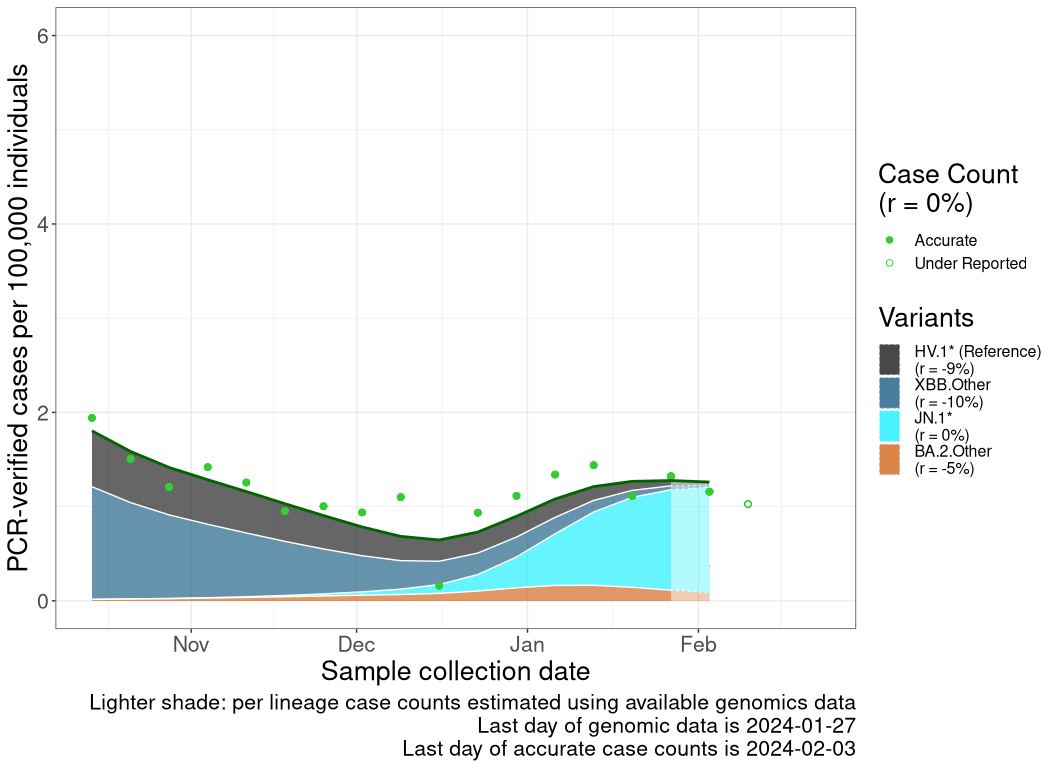 PCR-verified cases per 100,000 individuals
6
4
2
0
Nov
Dec
Jan
Feb
Sample collection date
Lighter shade: per lineage case counts estimated using available genomics data
Last day of genomic data is 2024-01-27
Last day of accurate case counts is 2024-02-03
Case Count
(r = 0%)
Accurate
Under Reported
Variants
HV.1* (Reference)
(r = -9%)
XBB.Other
(r = -10%)
JN.1*
(r = 0%)
BA.2.Other
(r = -5%)